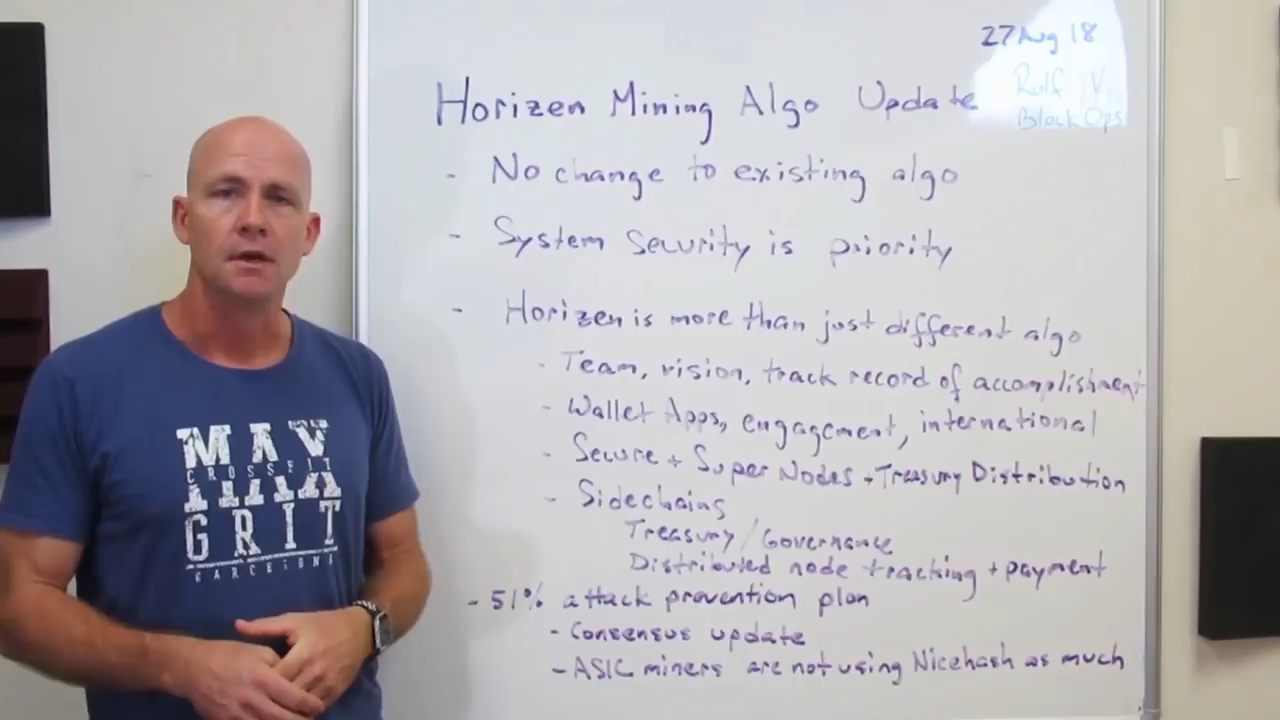 27 Aug 18
Rolf V
Block Ops
Horizen Mining Algo Update
- No change to existing algo
- System Security is priority
- Horizen is more than just different algo
- Team, vision, track record of accomplishment
- Wallet Apps, engagement, international
- Secure + Super Nodes + Treasury Distribution
- Sidechains
Treasury / Governance
Distributed node tracking + payment
- 51% attack prevention plan
- Consensus update
- ASIC miners are not using Nicehash as much
MAX
CROSSFIT
MAX
GRIT
BARCELONA